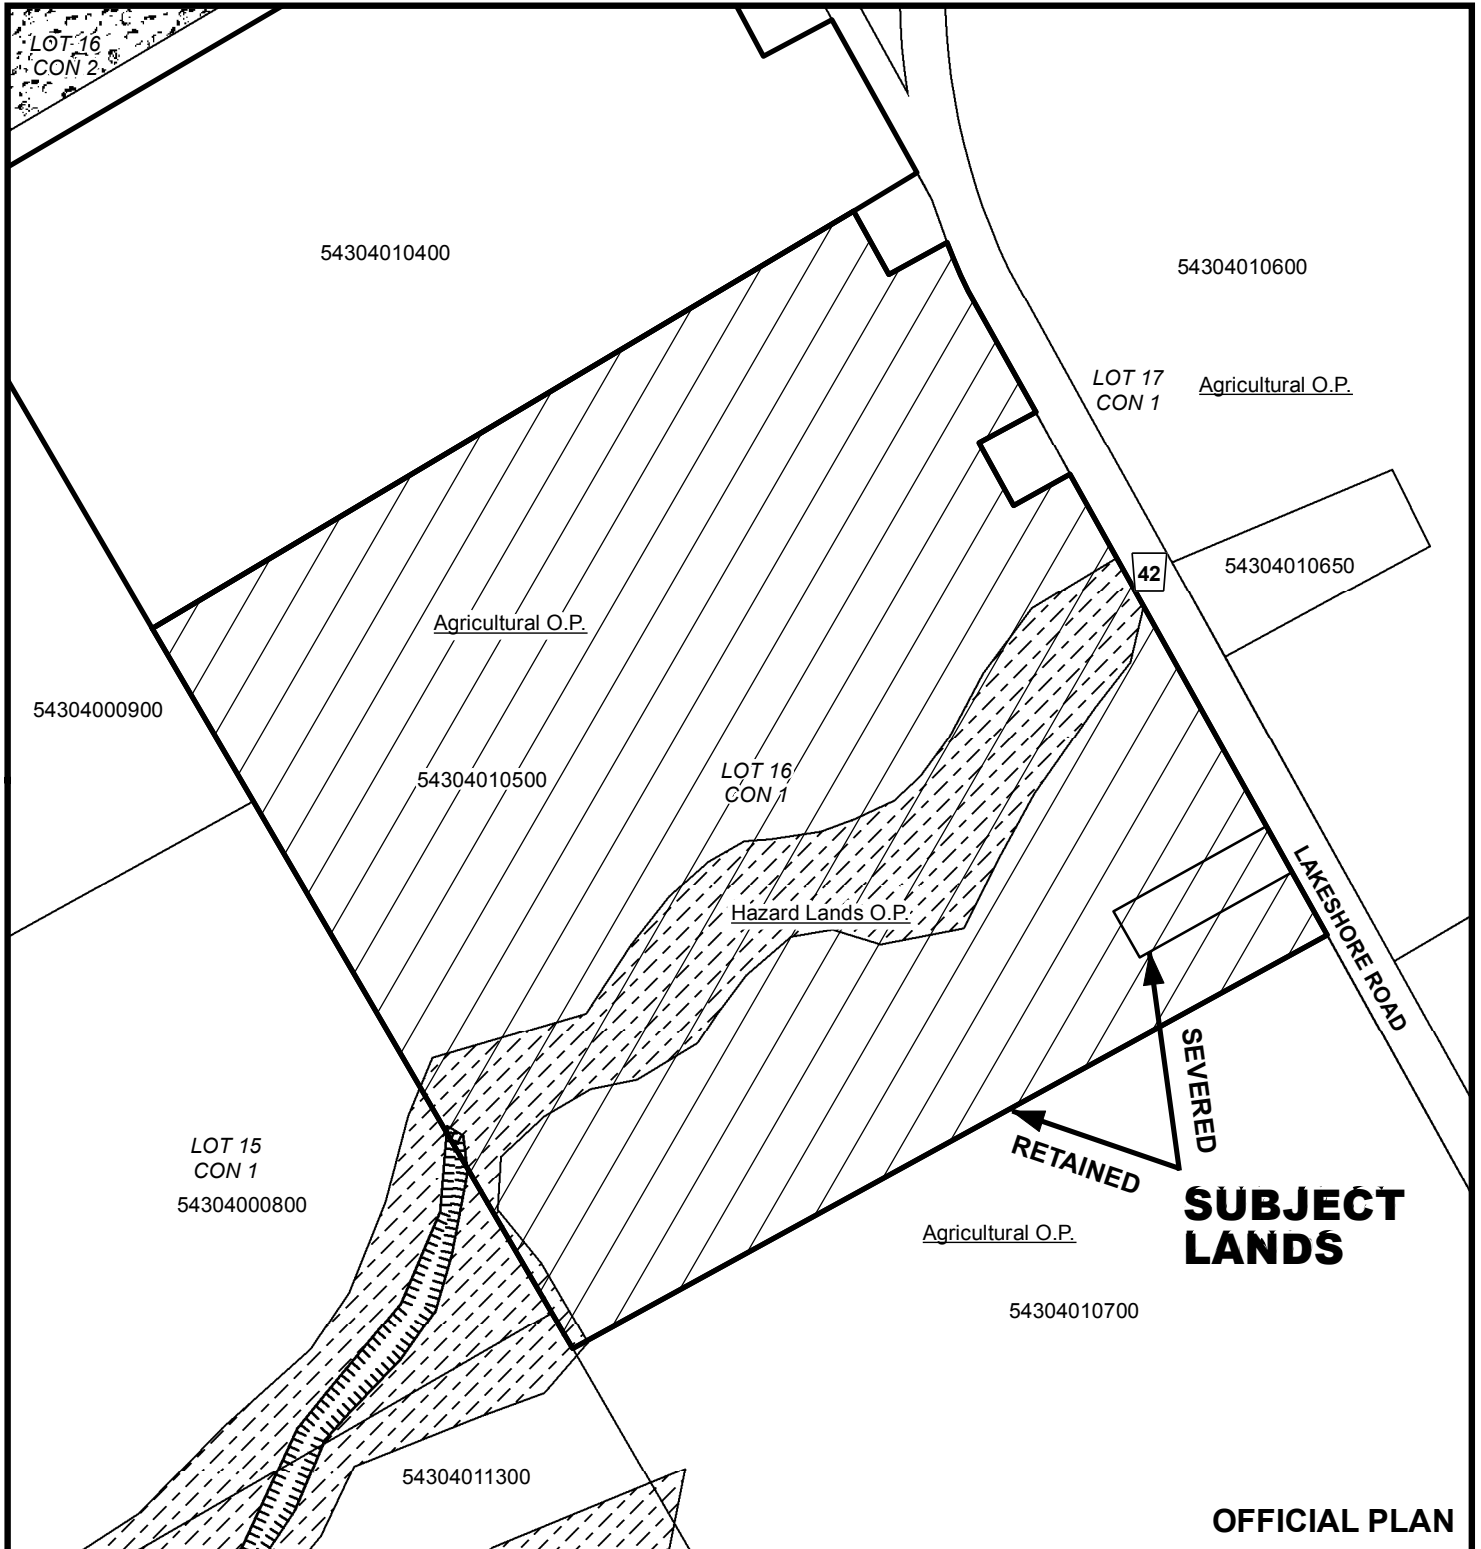 LOT 16
CON 2
54304010400
54304010600
LOT 17
CON 1
Agricultural O.P.
42
54304010650
Agricultural O.P.
54304000900
54304010500
LOT 16
CON 1
Hazard Lands O.P.
LAKESHORE ROAD
SEVERED
RETAINED
LOT 15
CON 1
54304000800
SUBJECT
LANDS
Agricultural O.P.
54304010700
54304011300
OFFICIAL PLAN